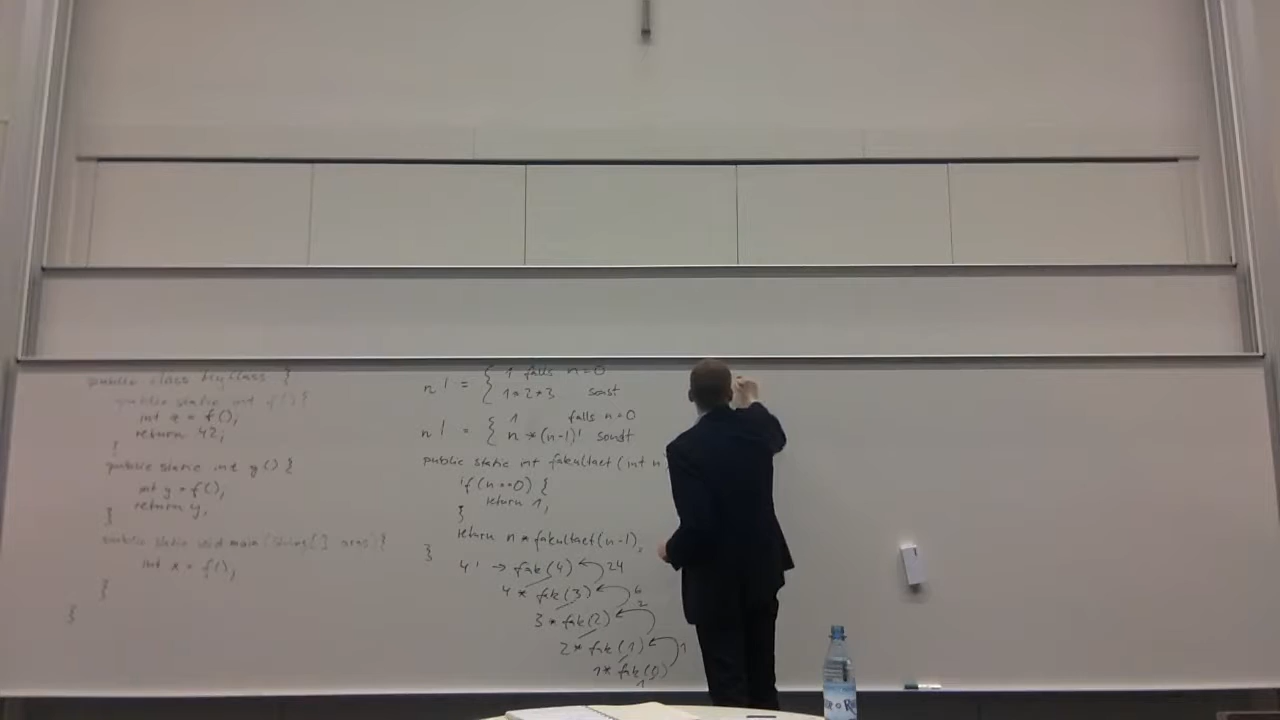 public class MyClass {
public static int f() {
int x = f();
return 42;
}
public static int g() {
int y = f();
return y;
}
public static void main (String[] args) {
int x = f();
}
}
n! = { 1 falls n=0
1*2*3 sonst
n! = { 1 falls n=0
n *(n-1)! sondt
public static int fakultaet (int n
if (n==0) {
return 1;
}
return n * fakultaet(n-1);
}
4! → fak(4) 24
4 * fak(3) 6
3 * fak(2) 2
2 * fak(1) 1
1 * fak(0)
1